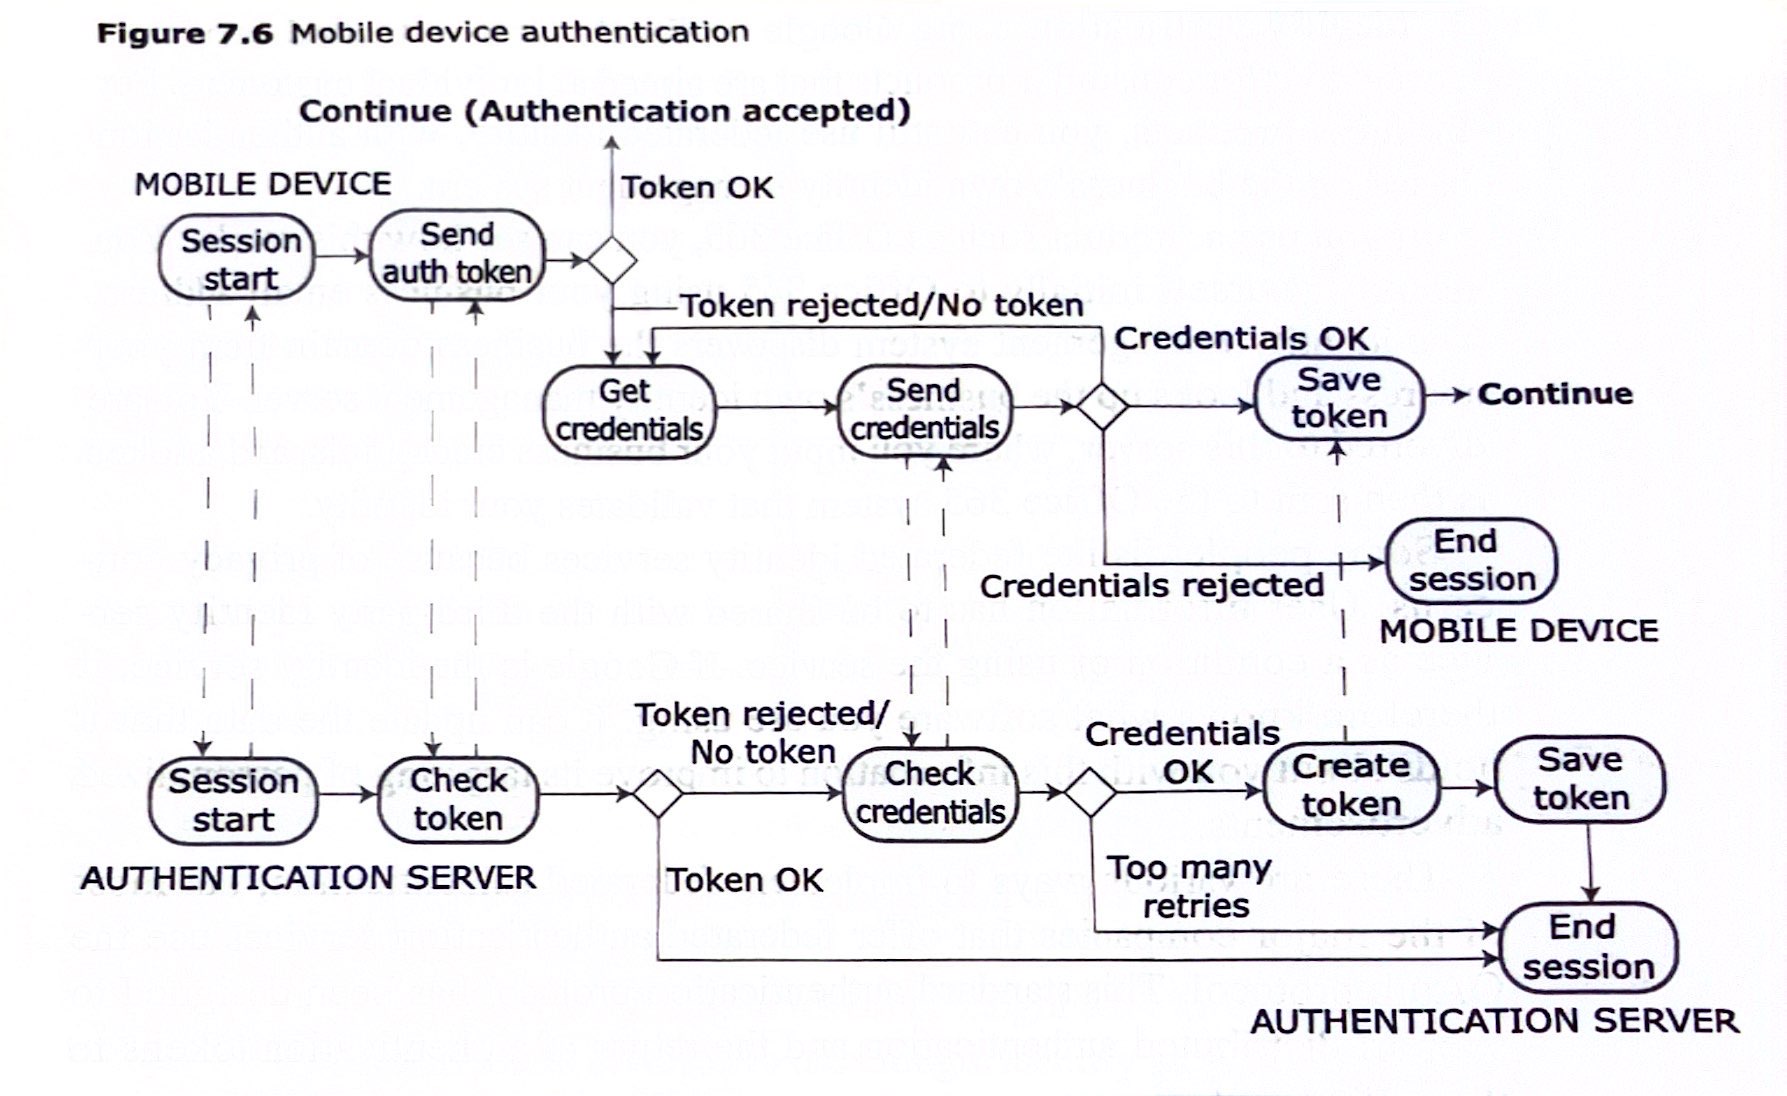 Figure 7.6 Mobile device authentication
Continue (Authentication accepted)
MOBILE DEVICE
Token OK
Session
start
Send
auth token
Token rejected/No token
Credentials OK
Get
credentials
Send
credentials
Save
token
Continue
End
session
Credentials rejected
MOBILE DEVICE
Token rejected/
No token
Credentials
OK
Session
start
Check
token
Check
credentials
Create
token
Save
token
AUTHENTICATION SERVER
Token OK
Too many
retries
End
session
AUTHENTICATION SERVER